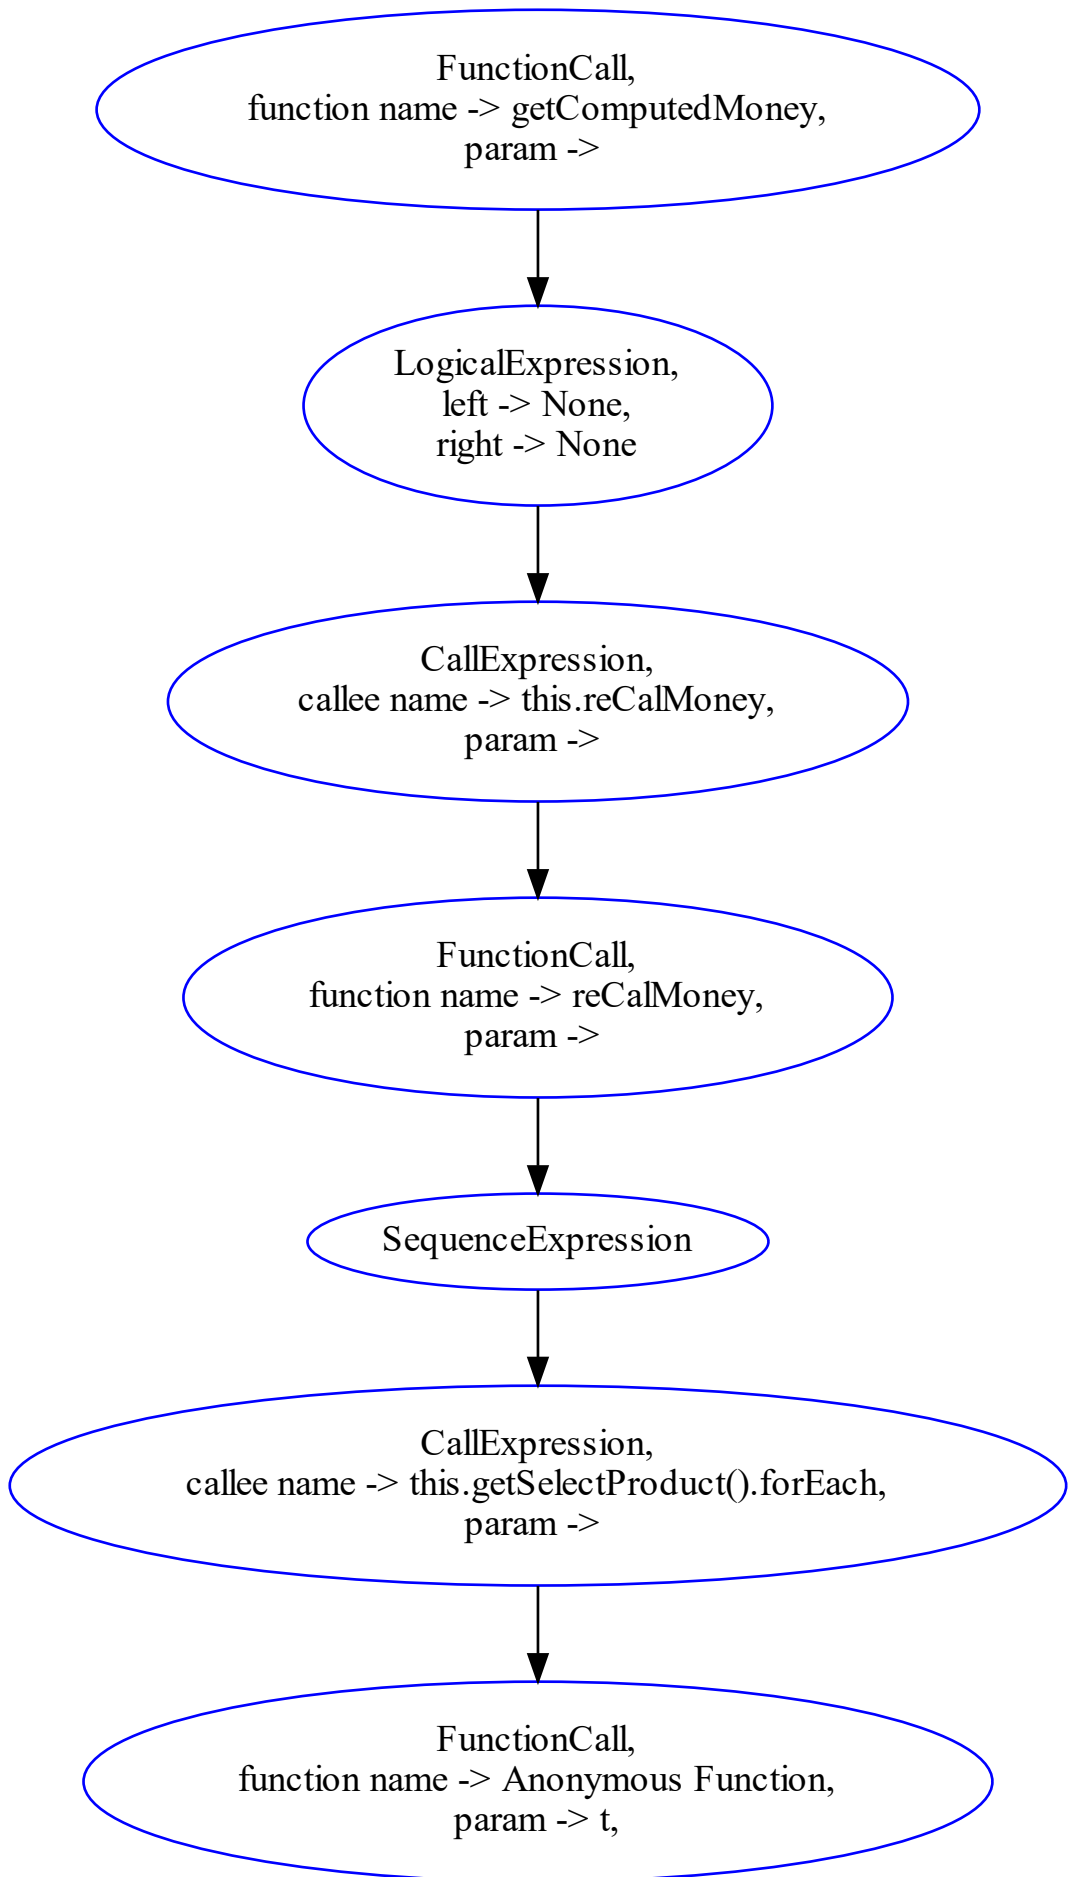 FunctionCall,
function name -> getComputedMoney,
param ->
LogicalExpression,
left -> None,
right -> None
CallExpression,
callee name -> this.reCalMoney,
param ->
FunctionCall,
function name -> reCalMoney,
param ->
SequenceExpression
CallExpression,
callee name -> this.getSelectProduct().forEach,
param ->
FunctionCall,
function name -> Anonymous Function,
param -> t,